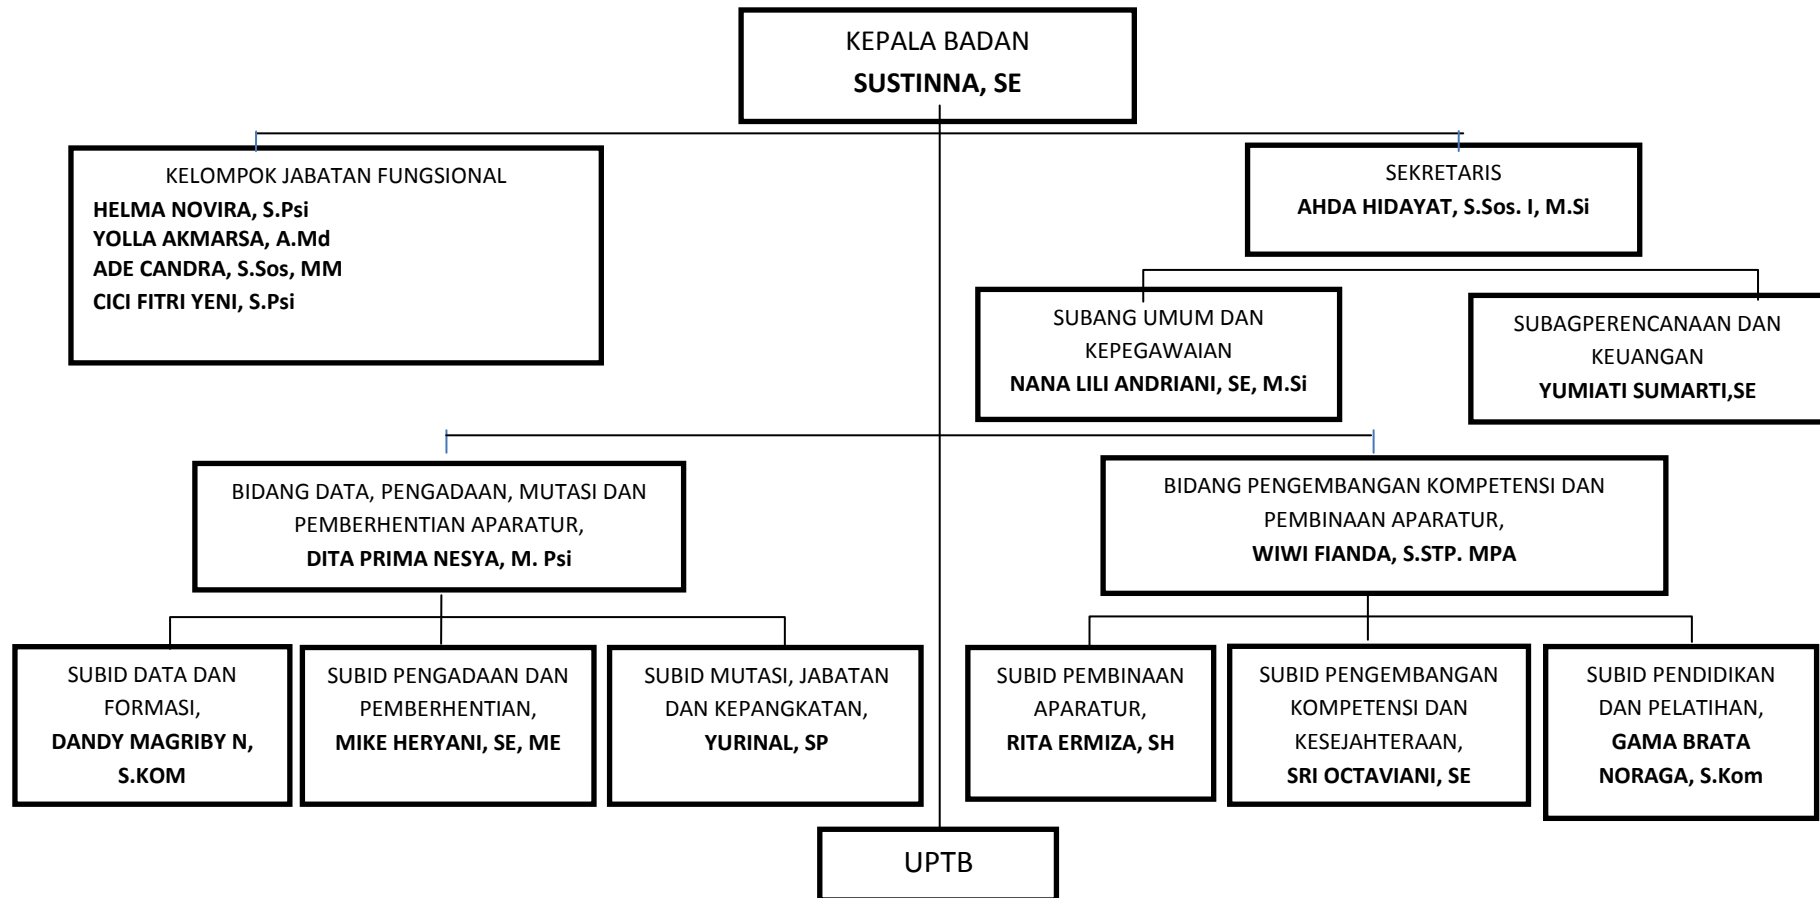 KEPALA BADAN
SUSTINNA, SE
KELOMPOK JABATAN FUNGSIONAL
HELMA NOVIRA, S.Psi
YOLLA AKMARSA, A.Md
ADE CANDRA, S.Sos, MM
CICI FITRI YENI, S.Psi
SEKRETARIS
AHDA HIDAYAT, S.Sos. I, M.Si
SUBANG UMUM DAN
KEPEGAWAIAN
NANA LILI ANDRIANI, SE, M.Si
SUBAGPERENCANAAN DAN
KEUANGAN
YUMIATI SUMARTI,SE
BIDANG DATA, PENGADAAN, MUTASI DAN
PEMBERHENTIAN APARATUR,
DITA PRIMA NESYA, M. Psi
BIDANG PENGEMBANGAN KOMPETENSI DAN
PEMBINAAN APARATUR,
WIWI FIANDA, S.STP. MPA
SUBID DATA DAN
FORMASI,
DANDY MAGRIBY N,
S.KOM
SUBID PENGADAAN DAN
PEMBERHENTIAN,
MIKE HERYANI, SE, ME
SUBID MUTASI, JABATAN
DAN KEPANGKATAN,
YURINAL, SP
SUBID PEMBINAAN
APARATUR,
RITA ERMIZA, SH
SUBID PENGEMBANGAN
KOMPETENSI DAN
KESEJAHTERAAN,
SRI OCTAVIANI, SE
SUBID PENDIDIKAN
DAN PELATIHAN,
GAMA BRATA
NORAGA, S.Kom
UPTB